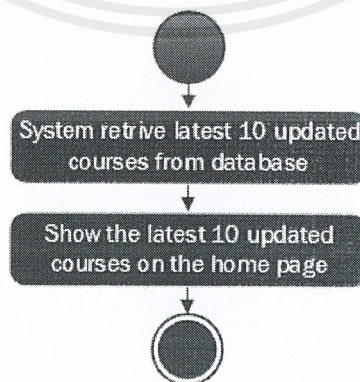 System retrive latest 10 updated
courses from database
Show the latest 10 updated
courses on the home page